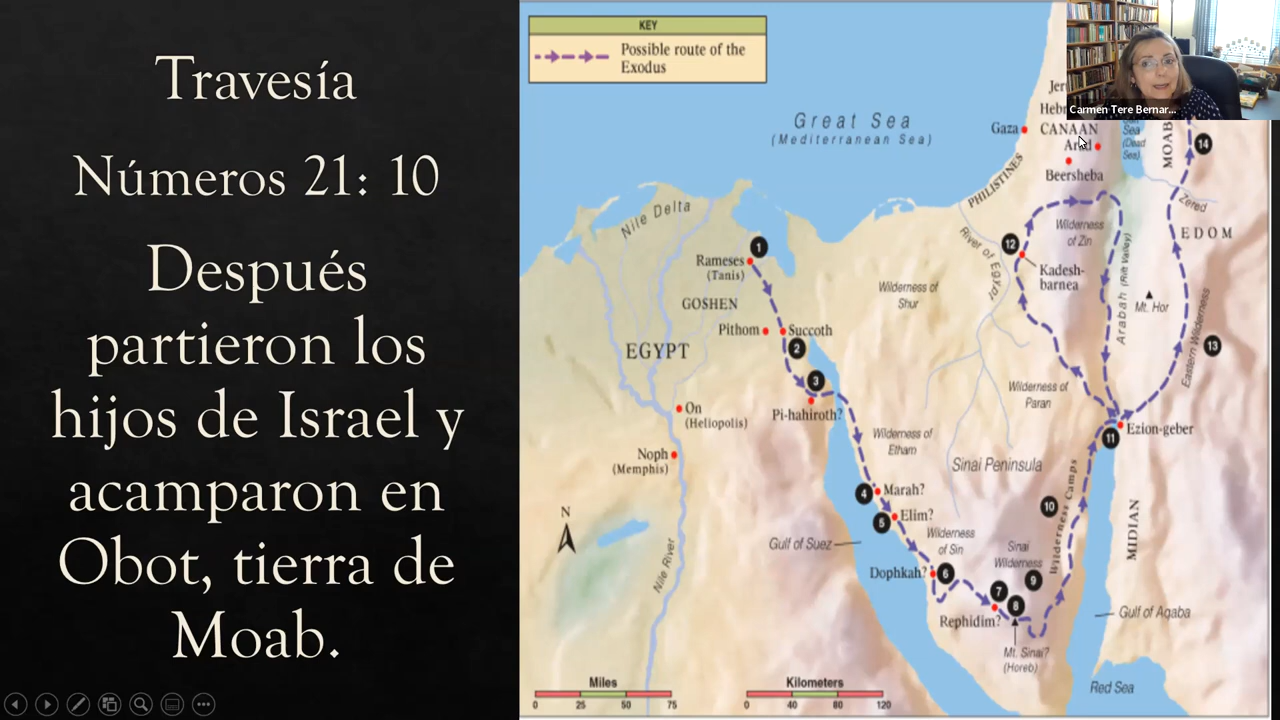 Travesía
Números 21: 10
Después
partieron los
hijos de Israel y
acamparon en
Obot, tierra de
Moab.
KEY
Possible route of the
Exodus
Great Sea
(Mediterranean Sea)
Carmen Tere Bernar...
Gaza
CANAAN
Beersheba
PHILISTINES
MOAB
Sea
(Dead
Sea)
14
Zered
EDOM
Nile Delta
1
Rameses
(Tanis)
GOSHEN
Pithom
Succoth
2
EGYPT
3
Pi-hahiroth?
On
(Heliopolis)
Noph
(Memphis)
Wilderness of
Shur
River of Egypt
12
Wilderness
of Zin
Kadesh-
barnea
Arabah (Rift Valley)
Mt. Hor
Eastern Wilderness
13
Wilderness of
Paran
Ezion-geber
11
Wilderness of
Etham
Sinai Peninsula
4
Marah?
5
Elim?
Wilderness
of Sin
Gulf of Suez
Dophkah?
6
Sinai
Wilderness
7
8
9
10
Wilderness Camps
Rephidim?
Mt. Sinai?
(Horeb)
MIDIAN
Gulf of Aqaba
Red Sea
N
Nile River
Miles
0 25 50 75
Kilometers
0 40 80 120